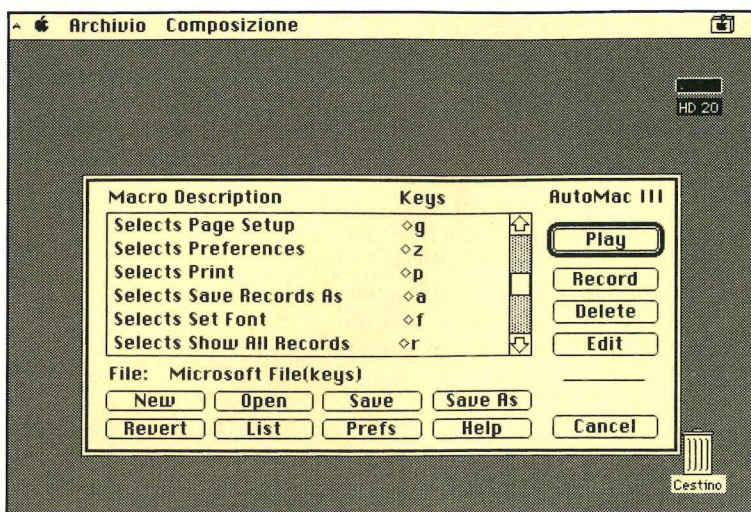 Archivio Composizione
HD 20
Macro Description Keys AutoMac III
Selects Page Setup ◇g
Selects Preferences ◇z
Selects Print ◇p
Selects Save Records As ◇a
Selects Set Font ◇f
Selects Show All Records ◇r
Play
Record
Delete
Edit
File: Microsoft File(keys)
New Open Save Save As
Revert List Prefs Help Cancel
Cestino